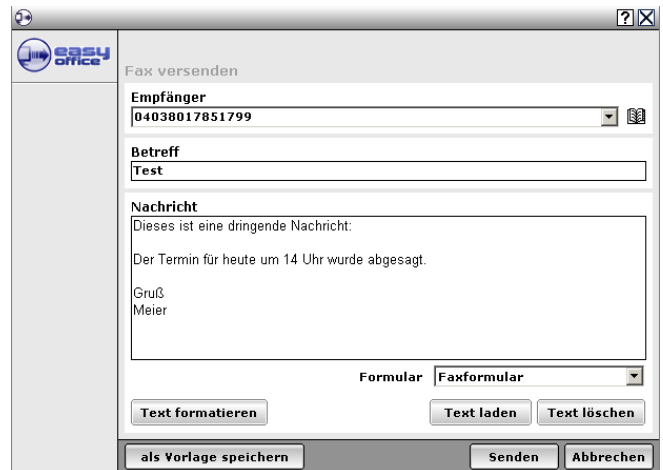 ?
easy
office
Fax versenden
Empfänger
04038017851799
Betreff
Test
Nachricht
Dieses ist eine dringende Nachricht:
Der Termin für heute um 14 Uhr wurde abgesagt.
Gruß
Meier
Formular Faxformular
Text formatieren Text laden Text löschen
als Vorlage speichern Senden Abbrechen